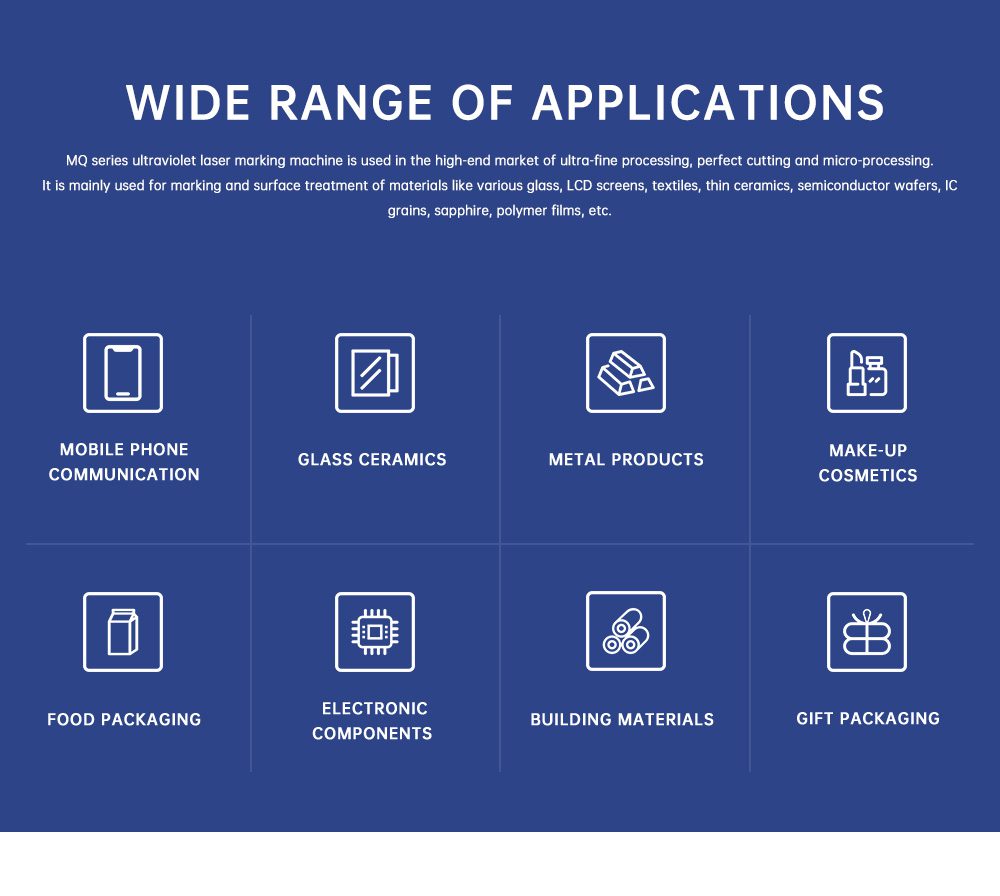 WIDE RANGE OF APPLICATIONS
MQ series ultraviolet laser marking machine is used in the high-end market of ultra-fine processing, perfect cutting and micro-processing.
It is mainly used for marking and surface treatment of materials like various glass, LCD screens, textiles, thin ceramics, semiconductor wafers, IC
grains, sapphire, polymer films, etc.
MOBILE PHONE
COMMUNICATION
GLASS CERAMICS
METAL PRODUCTS
MAKE-UP
COSMETICS
FOOD PACKAGING
ELECTRONIC
COMPONENTS
BUILDING MATERIALS
GIFT PACKAGING